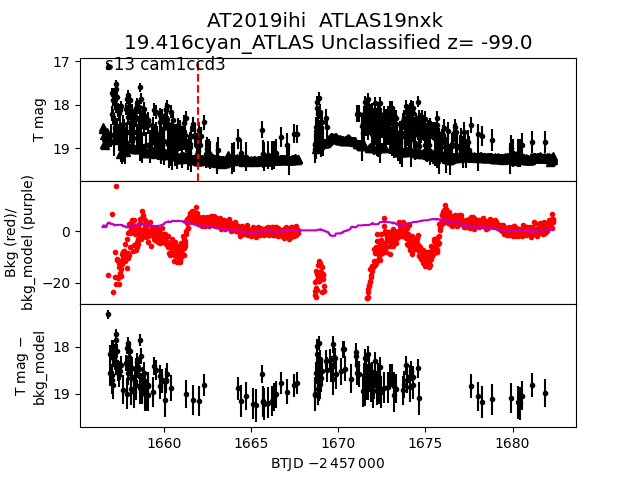 AT2019ihi  ATLAS19nxk
19.416cyan_ATLAS Unclassified z= -99.0
s13 cam1ccd3
T mag
17
18
19
Bkg (red)/
bkg_model (purple)
0
−20
T mag −
bkg_model
18
19
1660
1665
1670
1675
1680
BTJD −2 457 000